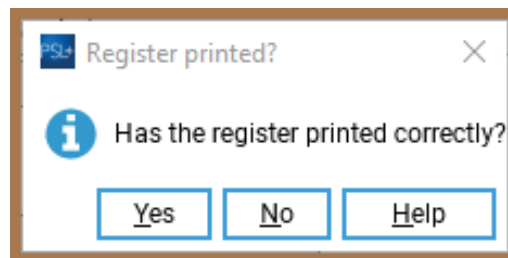 PSL+ Register printed?
Has the register printed correctly?
Yes No Help